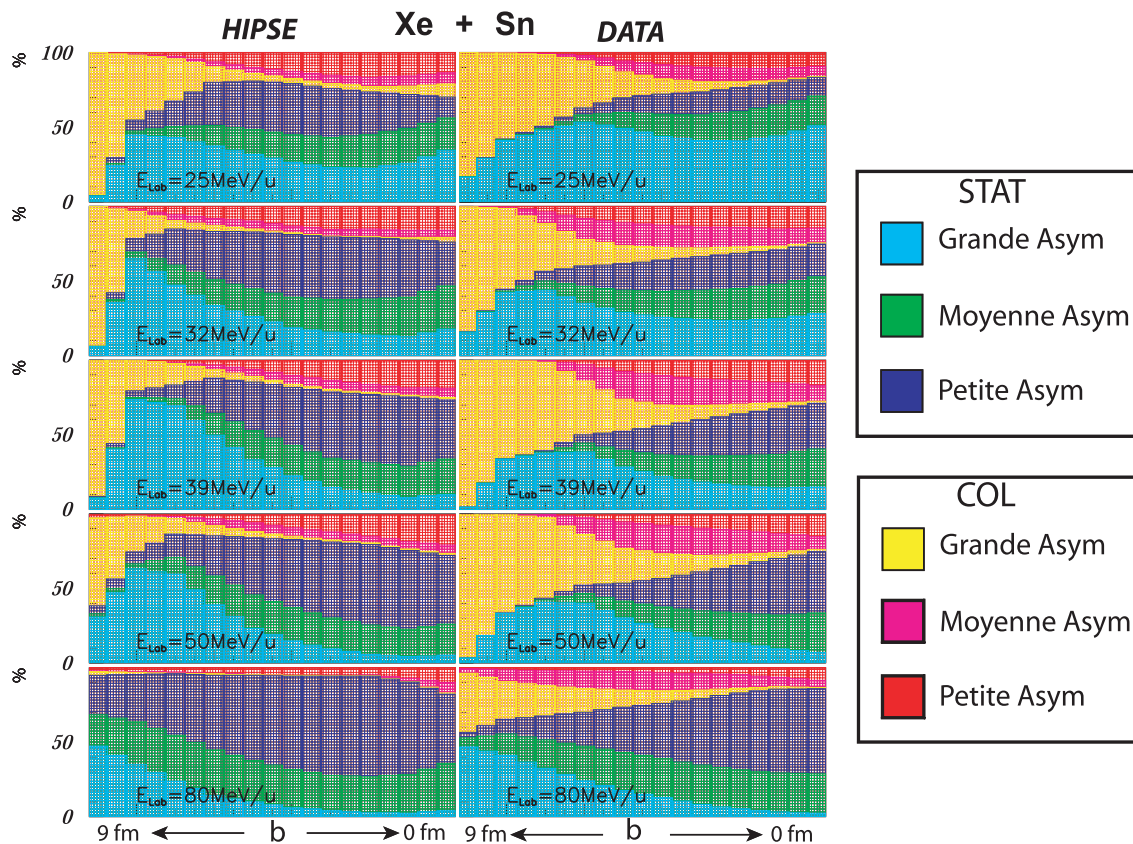 HIPSE Xe + Sn DATA
% 100
50
E_Lab=25MeV/u E_Lab=25MeV/u
0
%
50
E_Lab=32MeV/u E_Lab=32MeV/u
0
%
50
E_Lab=39MeV/u E_Lab=39MeV/u
0
%
50
E_Lab=50MeV/u E_Lab=50MeV/u
0
%
50
E_Lab=80MeV/u E_Lab=80MeV/u
0
9 fm b 0 fm 9 fm b 0 fm
STAT
Grande Asym
Moyenne Asym
Petite Asym
COL
Grande Asym
Moyenne Asym
Petite Asym